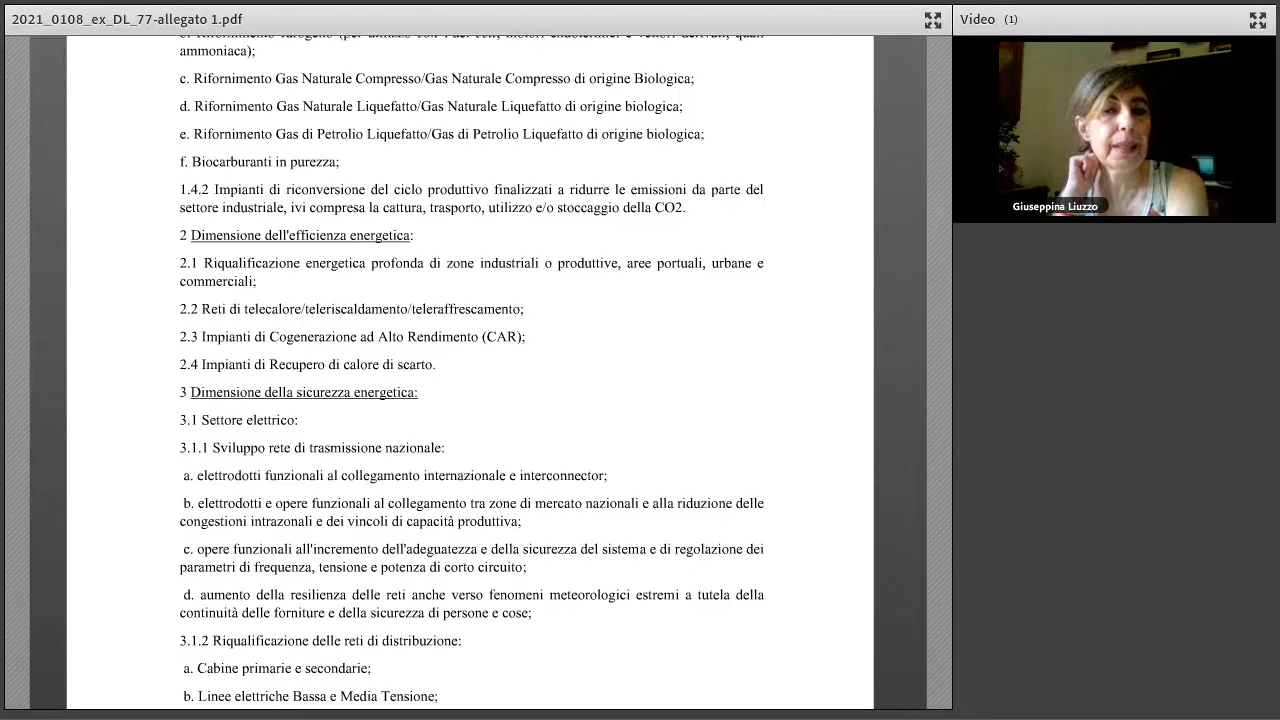 2021_0108_ex_DL_77-allegato 1.pdf
Video (1)
ammoniaca);
c. Rifornimento Gas Naturale Compresso/Gas Naturale Compresso di origine Biologica;
d. Rifornimento Gas Naturale Liquefatto/Gas Naturale Liquefatto di origine biologica;
e. Rifornimento Gas di Petrolio Liquefatto/Gas di Petrolio Liquefatto di origine biologica;
f. Biocarburanti in purezza;
1.4.2 Impianti di riconversione del ciclo produttivo finalizzati a ridurre le emissioni da parte del
settore industriale, ivi compresa la cattura, trasporto, utilizzo e/o stoccaggio della CO2.
2 Dimensione dell'efficienza energetica:
2.1 Riqualificazione energetica profonda di zone industriali o produttive, aree portuali, urbane e
commerciali;
2.2 Reti di telecalore/teleriscaldamento/teleraffrescamento;
2.3 Impianti di Cogenerazione ad Alto Rendimento (CAR);
2.4 Impianti di Recupero di calore di scarto.
3 Dimensione della sicurezza energetica:
3.1 Settore elettrico:
3.1.1 Sviluppo rete di trasmissione nazionale:
a. elettrodotti funzionali al collegamento internazionale e interconnector;
b. elettrodotti e opere funzionali al collegamento tra zone di mercato nazionali e alla riduzione delle
congestioni intrazonali e dei vincoli di capacità produttiva;
c. opere funzionali all'incremento dell'adeguatezza e della sicurezza del sistema e di regolazione dei
parametri di frequenza, tensione e potenza di corto circuito;
d. aumento della resilienza delle reti anche verso fenomeni meteorologici estremi a tutela della
continuità delle forniture e della sicurezza di persone e cose;
3.1.2 Riqualificazione delle reti di distribuzione:
a. Cabine primarie e secondarie;
b. Linee elettriche Bassa e Media Tensione;
Giuseppina Liuzzo